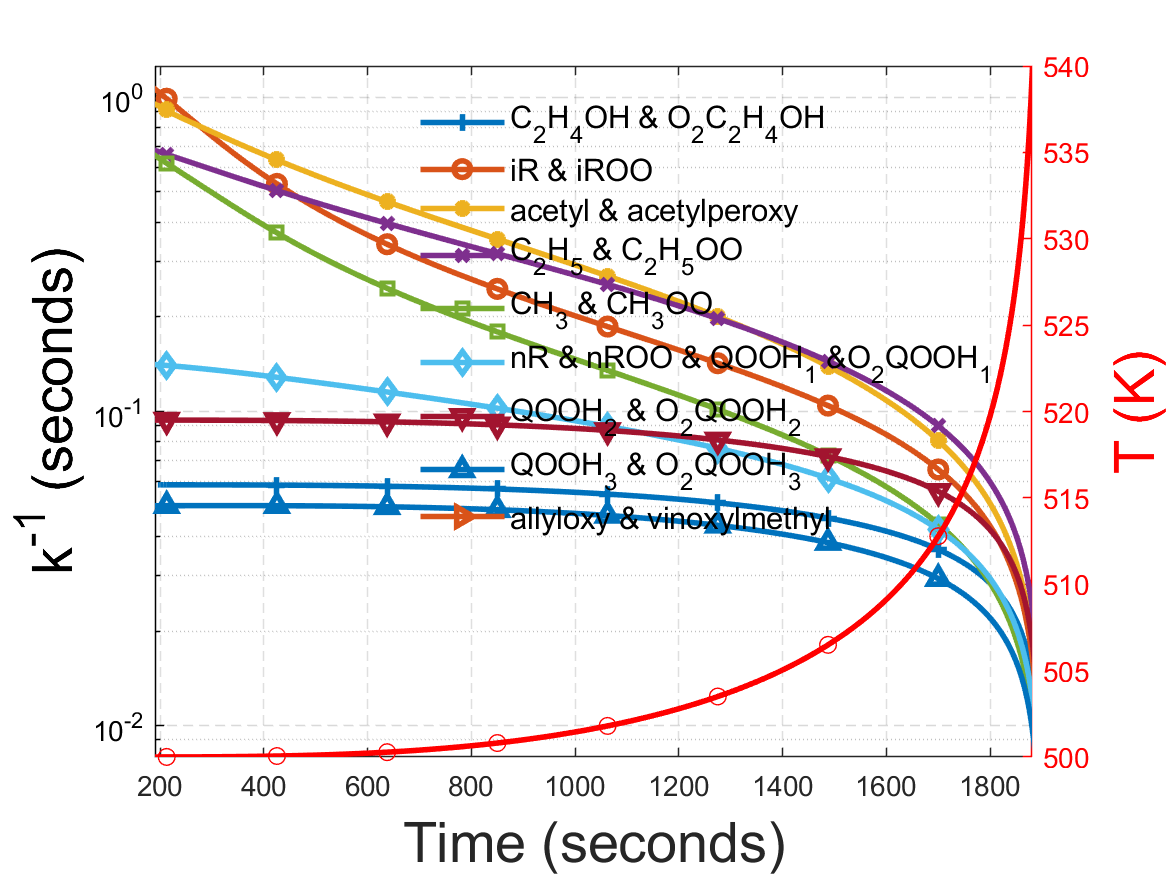 k⁻¹ (seconds)
10⁰
10⁻¹
10⁻²
C₂H₄OH & O₂C₂H₄OH
iR & iROO
acetyl & acetylperoxy
C₂H₅ & C₂H₅OO
CH₃ & CH₃OO
nR & nROO & QOOH₁ &O₂QOOH₁
QOOH₂ & O₂QOOH₂
QOOH₃ & O₂QOOH₃
allyloxy & vinoxylmethyl
540
535
530
525
520
515
510
505
500
T (K)
200 400 600 800 1000 1200 1400 1600 1800
Time (seconds)